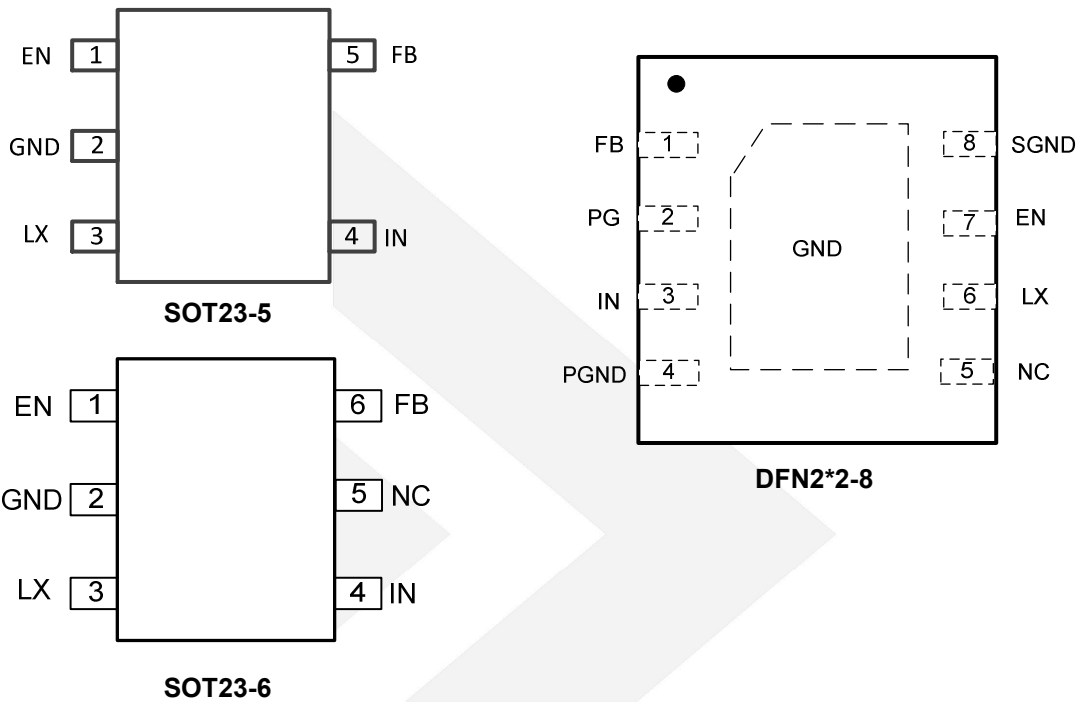 EN 1 5 FB
GND 2
LX 3 4 IN
SOT23-5
EN 1 6 FB
GND 2 5 NC
LX 3 4 IN
SOT23-6
FB 1 8 SGND
PG 2 7 EN
GND
IN 3 6 LX
PGND 4 5 NC
DFN2*2-8